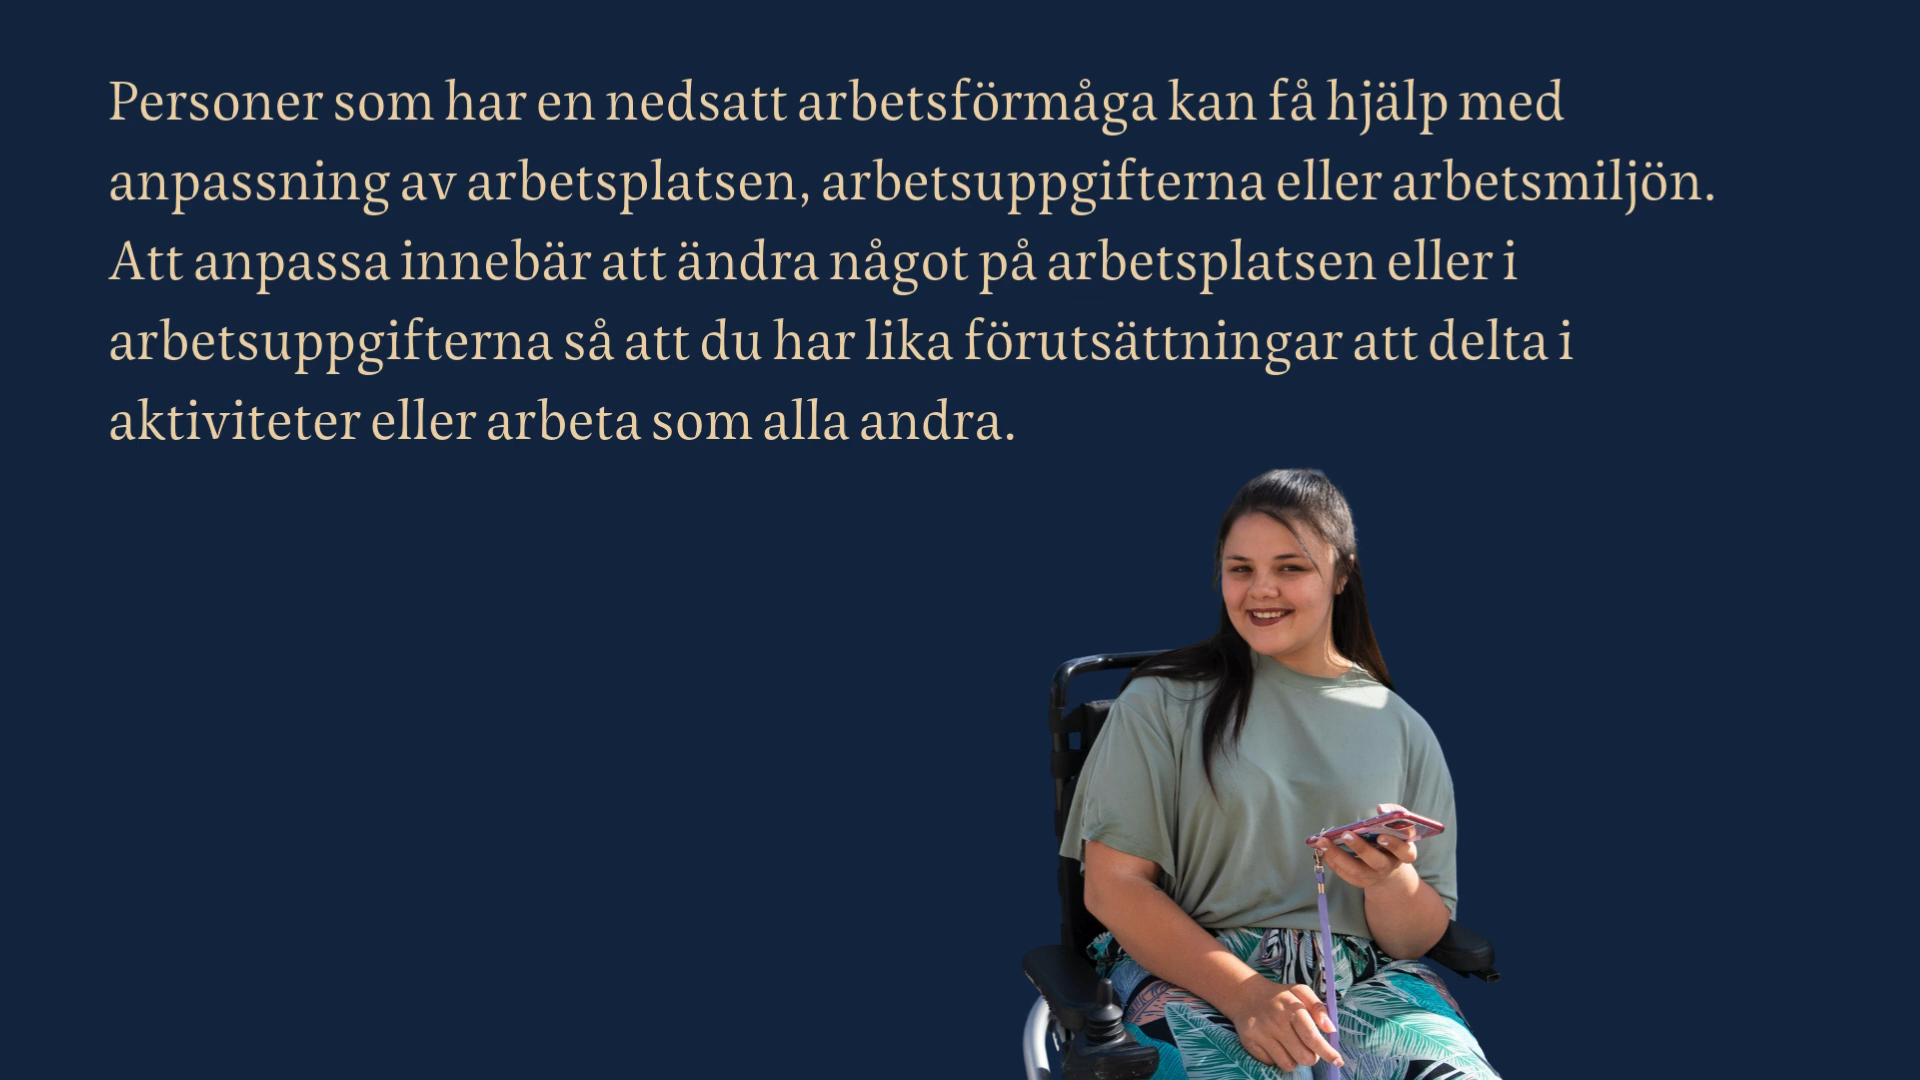 Personer som har en nedsatt arbetsförmåga kan få hjälp med
anpassning av arbetsplatsen, arbetsuppgifterna eller arbetsmiljön.
Att anpassa innebär att ändra något på arbetsplatsen eller i
arbetsuppgifterna så att du har lika förutsättningar att delta i
aktiviteter eller arbeta som alla andra.